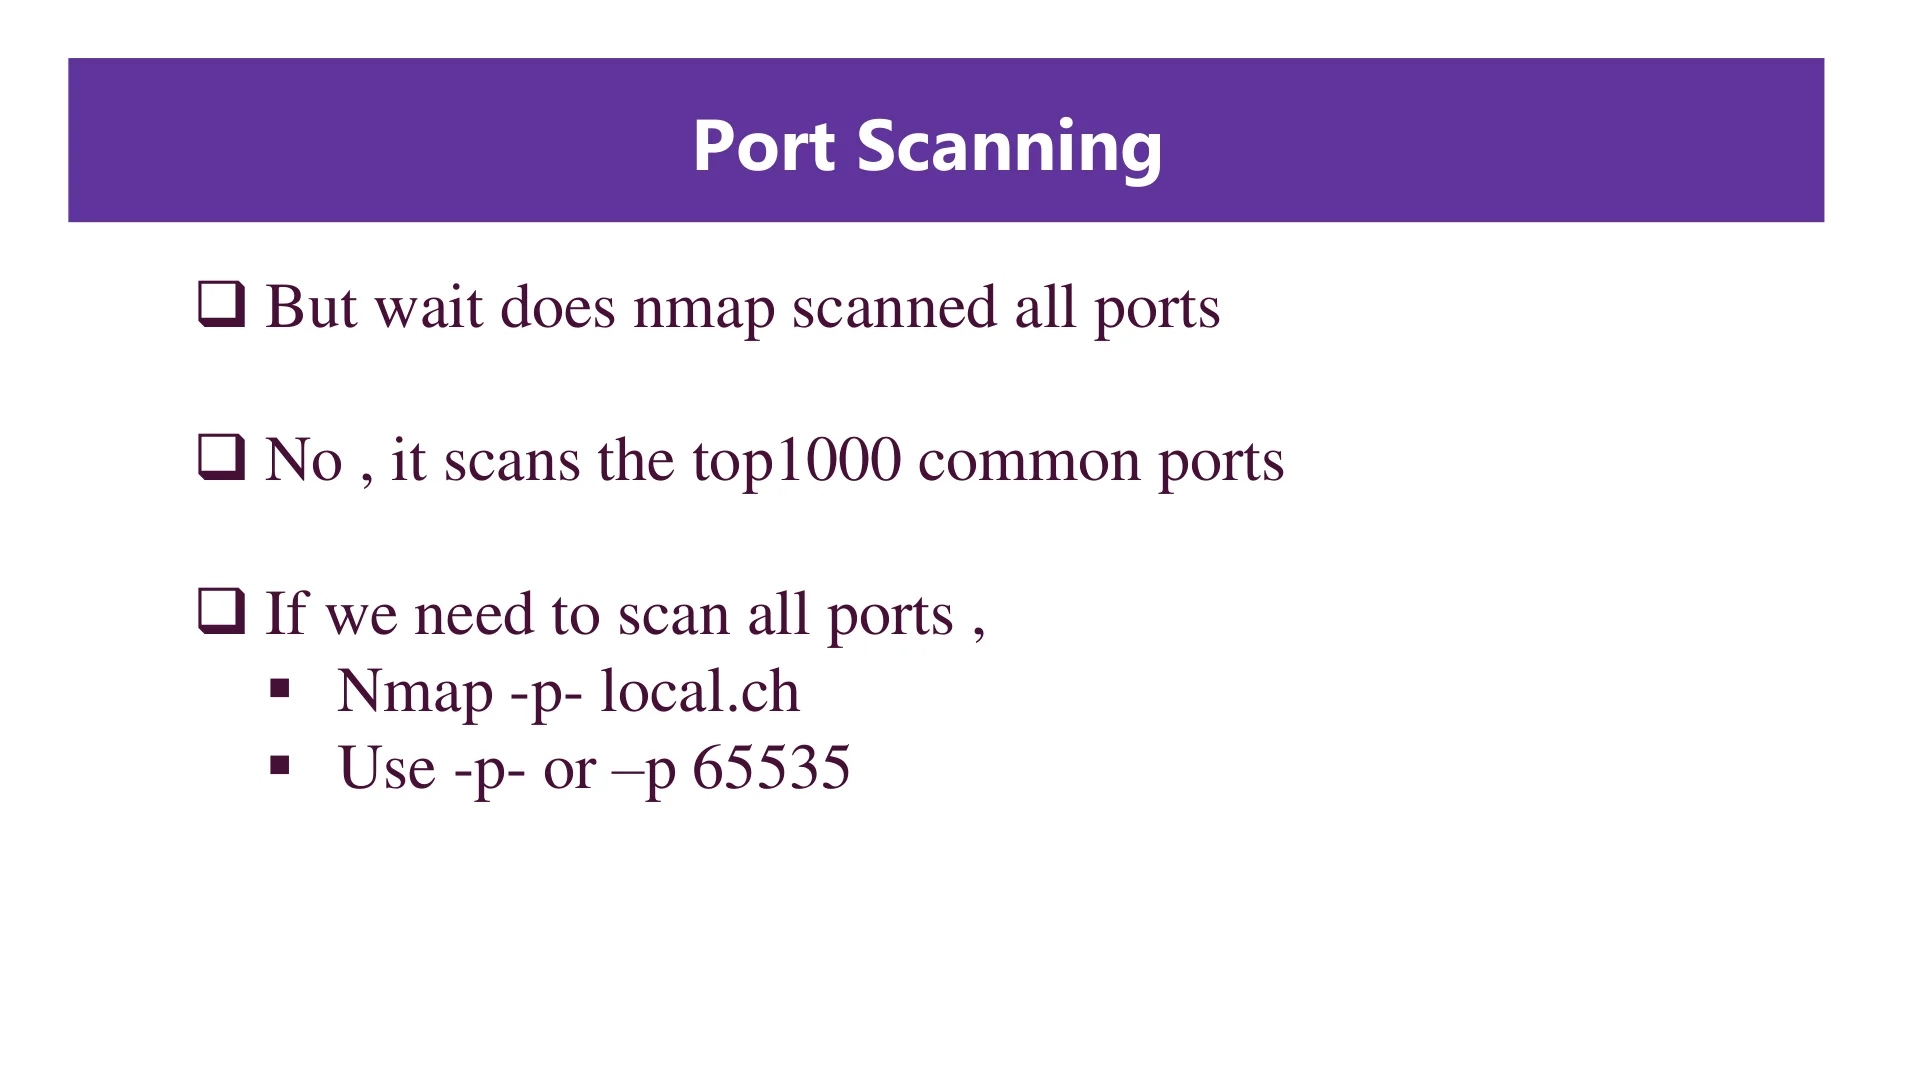 Port Scanning
❑ But wait does nmap scanned all ports
❑ No , it scans the top1000 common ports
❑ If we need to scan all ports ,
▪ Nmap -p- local.ch
▪ Use -p- or –p 65535